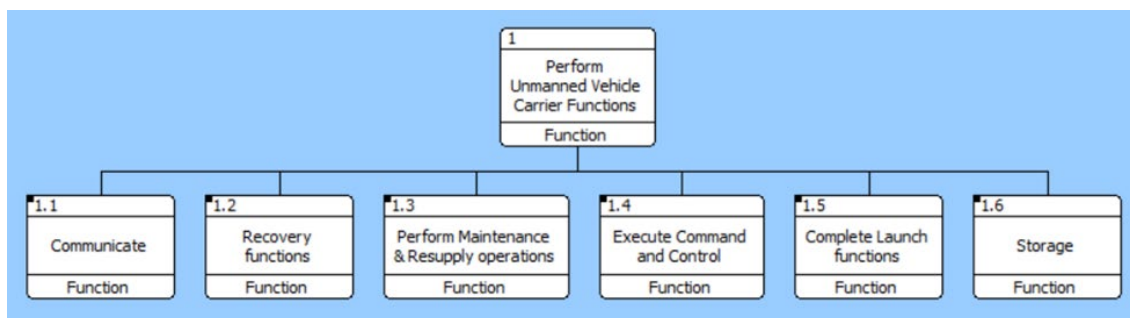 1
Perform
Unmanned Vehicle
Carrier Functions
Function
1.1
Communicate
Function
1.2
Recovery
functions
Function
1.3
Perform Maintenance
& Resupply operations
Function
1.4
Execute Command
and Control
Function
1.5
Complete Launch
functions
Function
1.6
Storage
Function